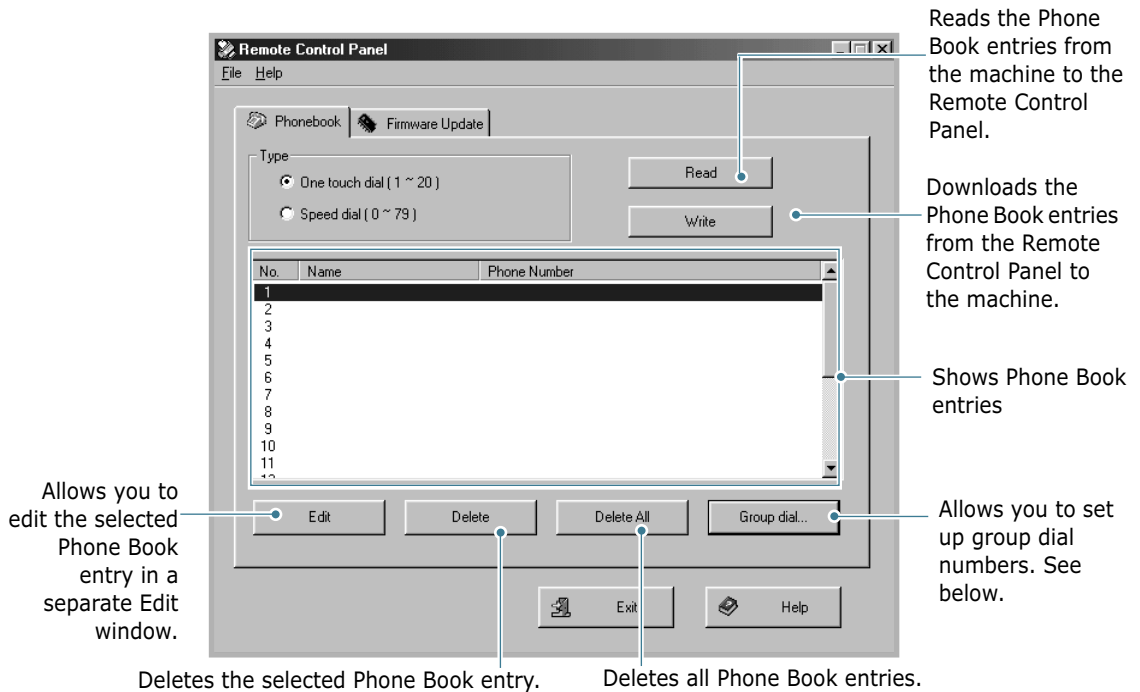 Reads the Phone
Book entries from
the machine to the
Remote Control
Panel.
Remote Control Panel
File Help
Phonebook Firmware Update
Type
One touch dial ( 1 ~ 20 )
Speed dial ( 0 ~ 79 )
Read
Write
Downloads the
Phone Book entries
from the Remote
Control Panel to
the machine.
No. Name Phone Number
1
2
3
4
5
6
7
8
9
10
11
Shows Phone Book
entries
Allows you to
edit the selected
Phone Book
entry in a
separate Edit
window.
Edit Delete Delete All Group dial...
Allows you to set
up group dial
numbers. See
below.
Exit Help
Deletes the selected Phone Book entry.
Deletes all Phone Book entries.